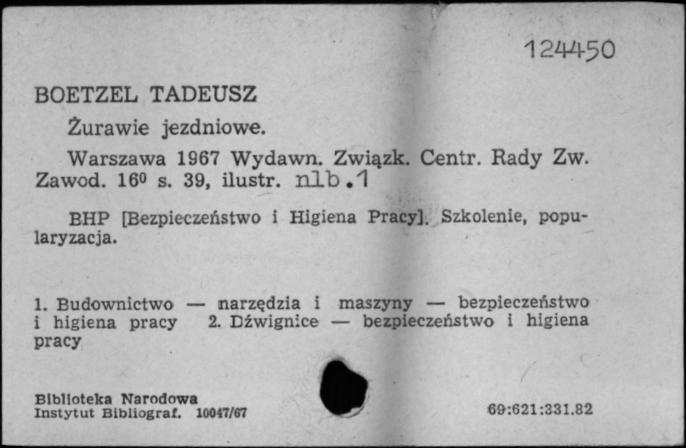 124450
BOETZEL TADEUSZ
Żurawie jezdniowe.
Warszawa 1967 Wydawn. Związk. Centr. Rady Zw.
Zawod. 16⁰ s. 39, ilustr. nlb.1
BHP [Bezpieczeństwo i Higiena Pracy]. Szkolenie, popu-
laryzacja.
1. Budownictwo — narzędzia i maszyny — bezpieczeństwo
i higiena pracy 2. Dźwignice — bezpieczeństwo i higiena
pracy
Biblioteka Narodowa
Instytut Bibliograf. 10047/67
69:621:331.82